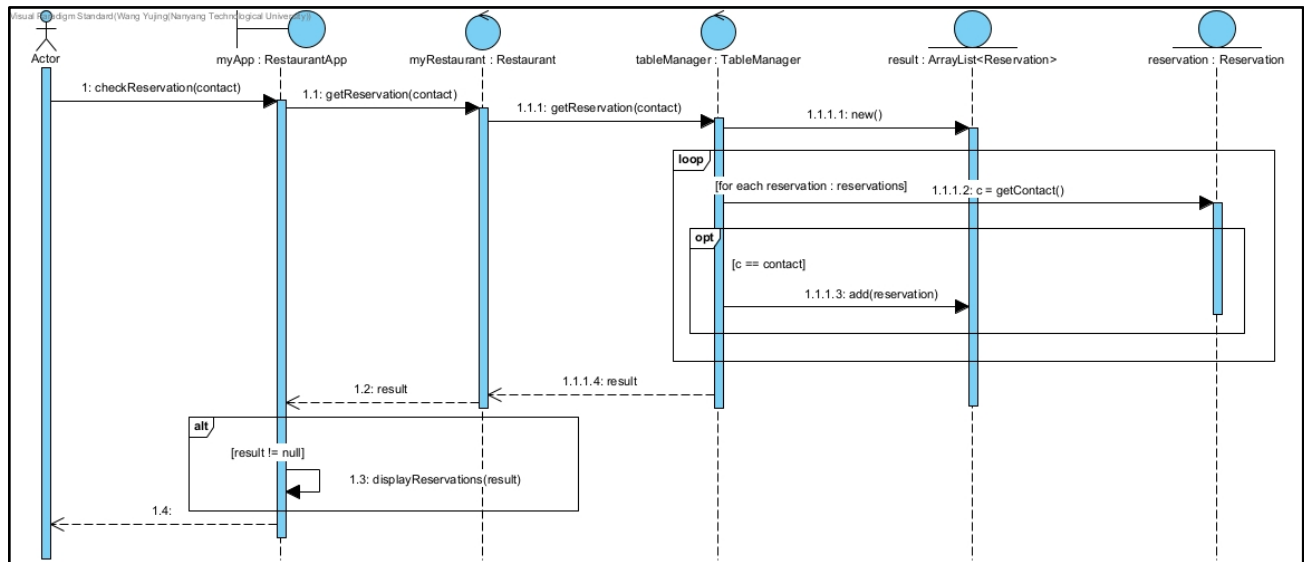 Visual Paradigm Standard(Wang Yujing(Nanyang Technological University))
Actor
myApp : RestaurantApp
myRestaurant : Restaurant
tableManager : TableManager
result : ArrayList<Reservation>
reservation : Reservation
1: checkReservation(contact)
1.1: getReservation(contact)
1.1.1: getReservation(contact)
1.1.1.1: new()
loop
[for each reservation : reservations]
1.1.1.2: c = getContact()
opt
[c == contact]
1.1.1.3: add(reservation)
1.1.1.4: result
1.2: result
alt
[result != null]
1.3: displayReservations(result)
1.4: